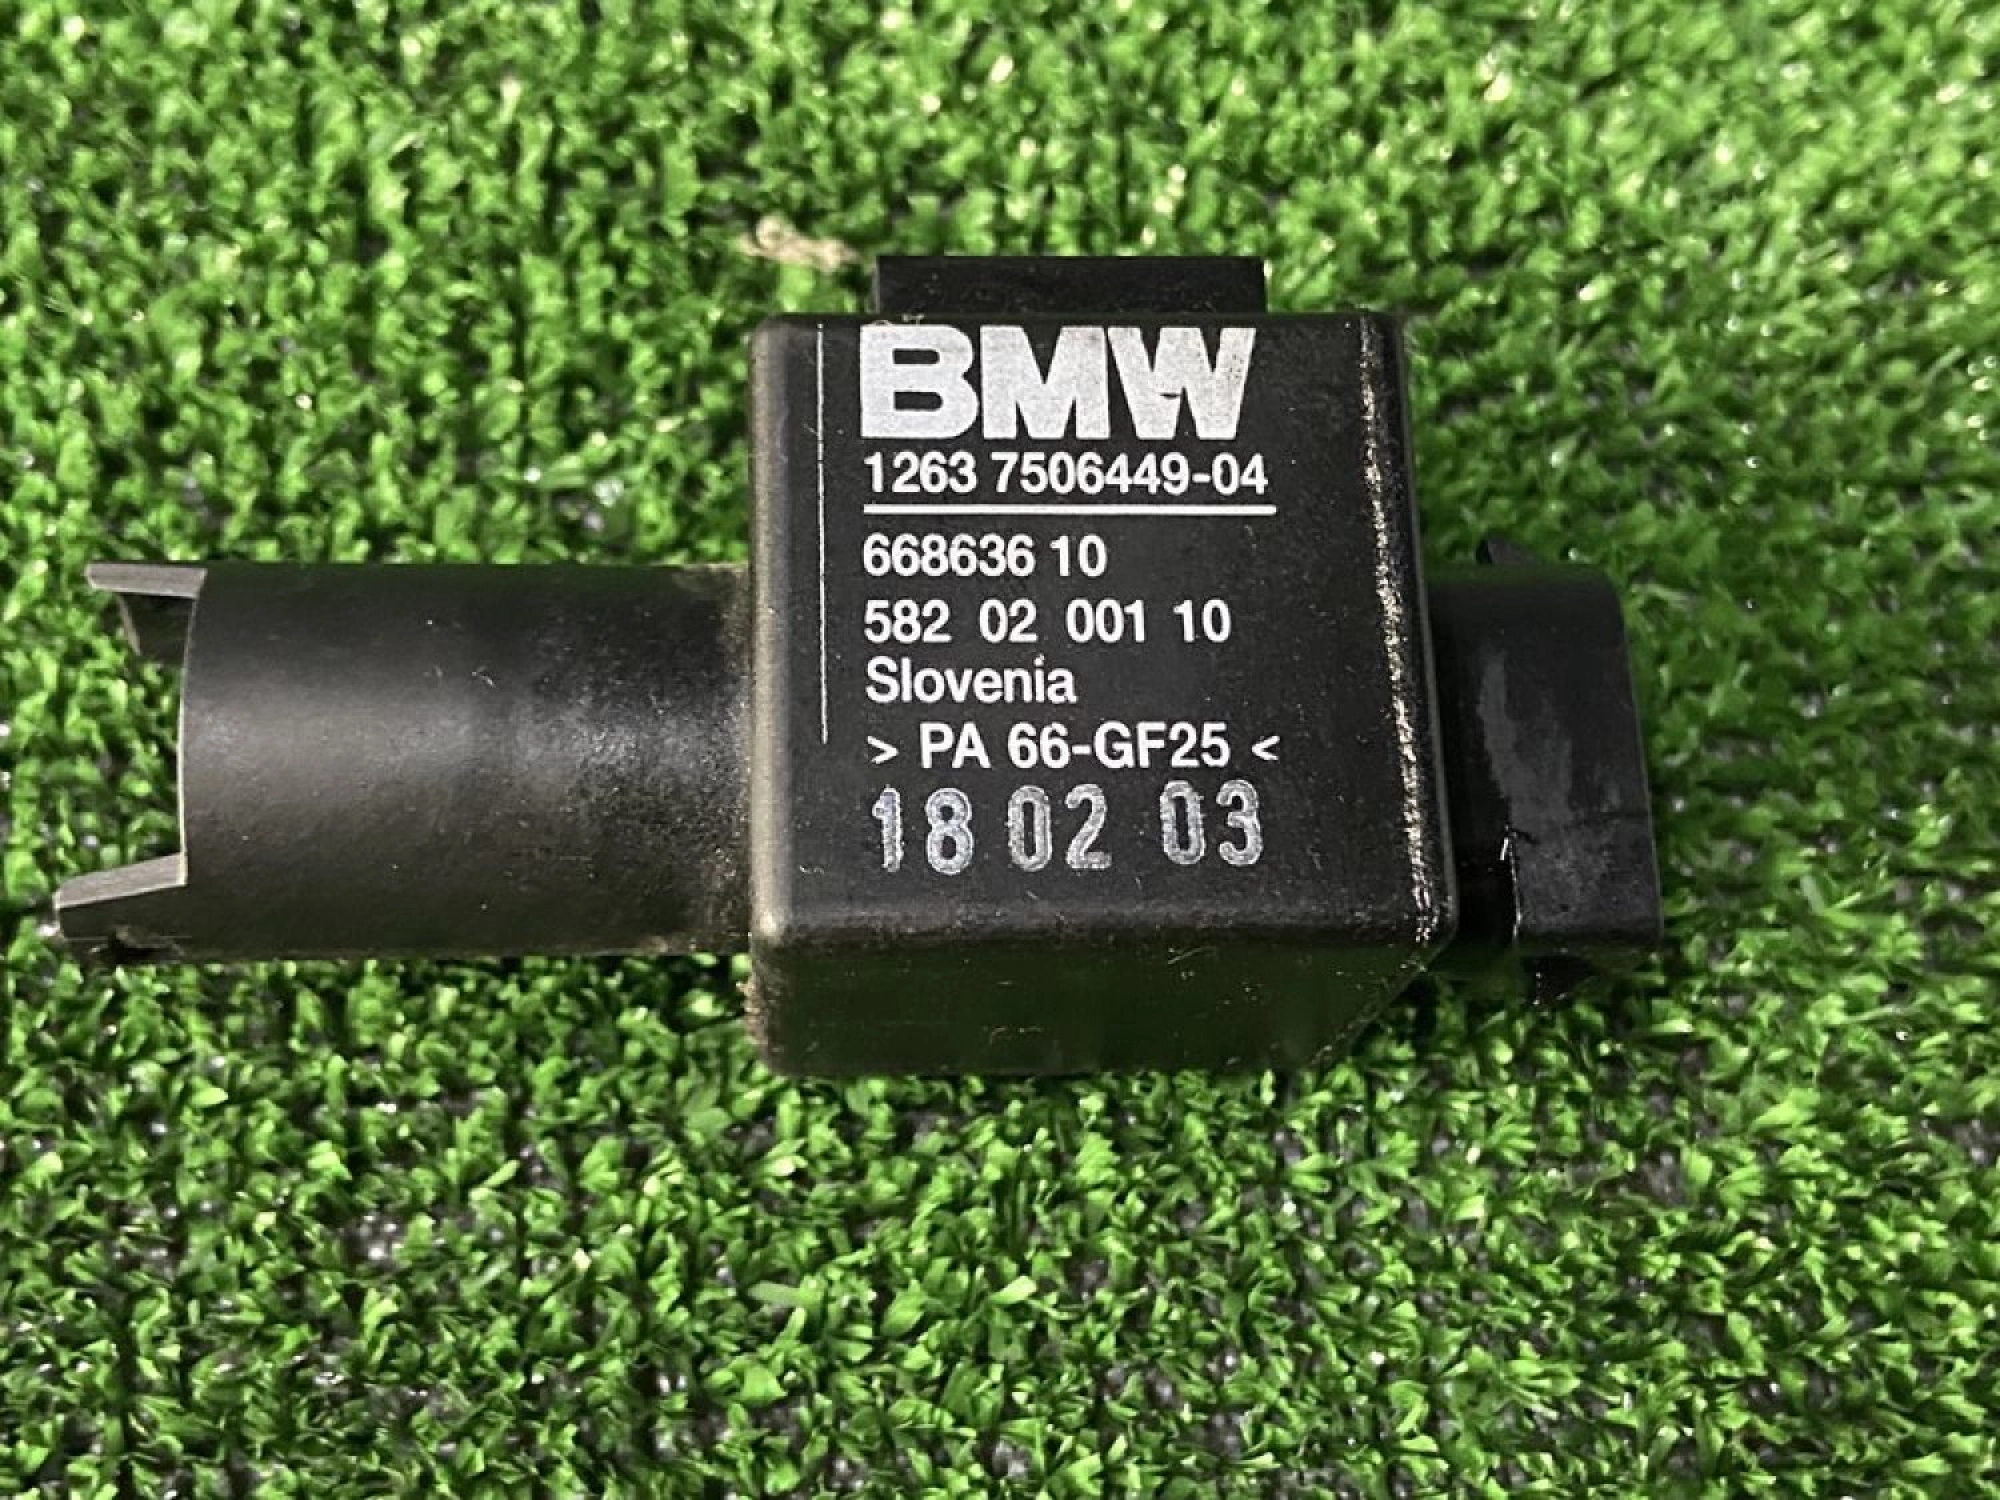 BMW
1263 7506449-04
668636 10
582 02 001 10
Slovenia
> PA 66-GF25 <
18 02 03